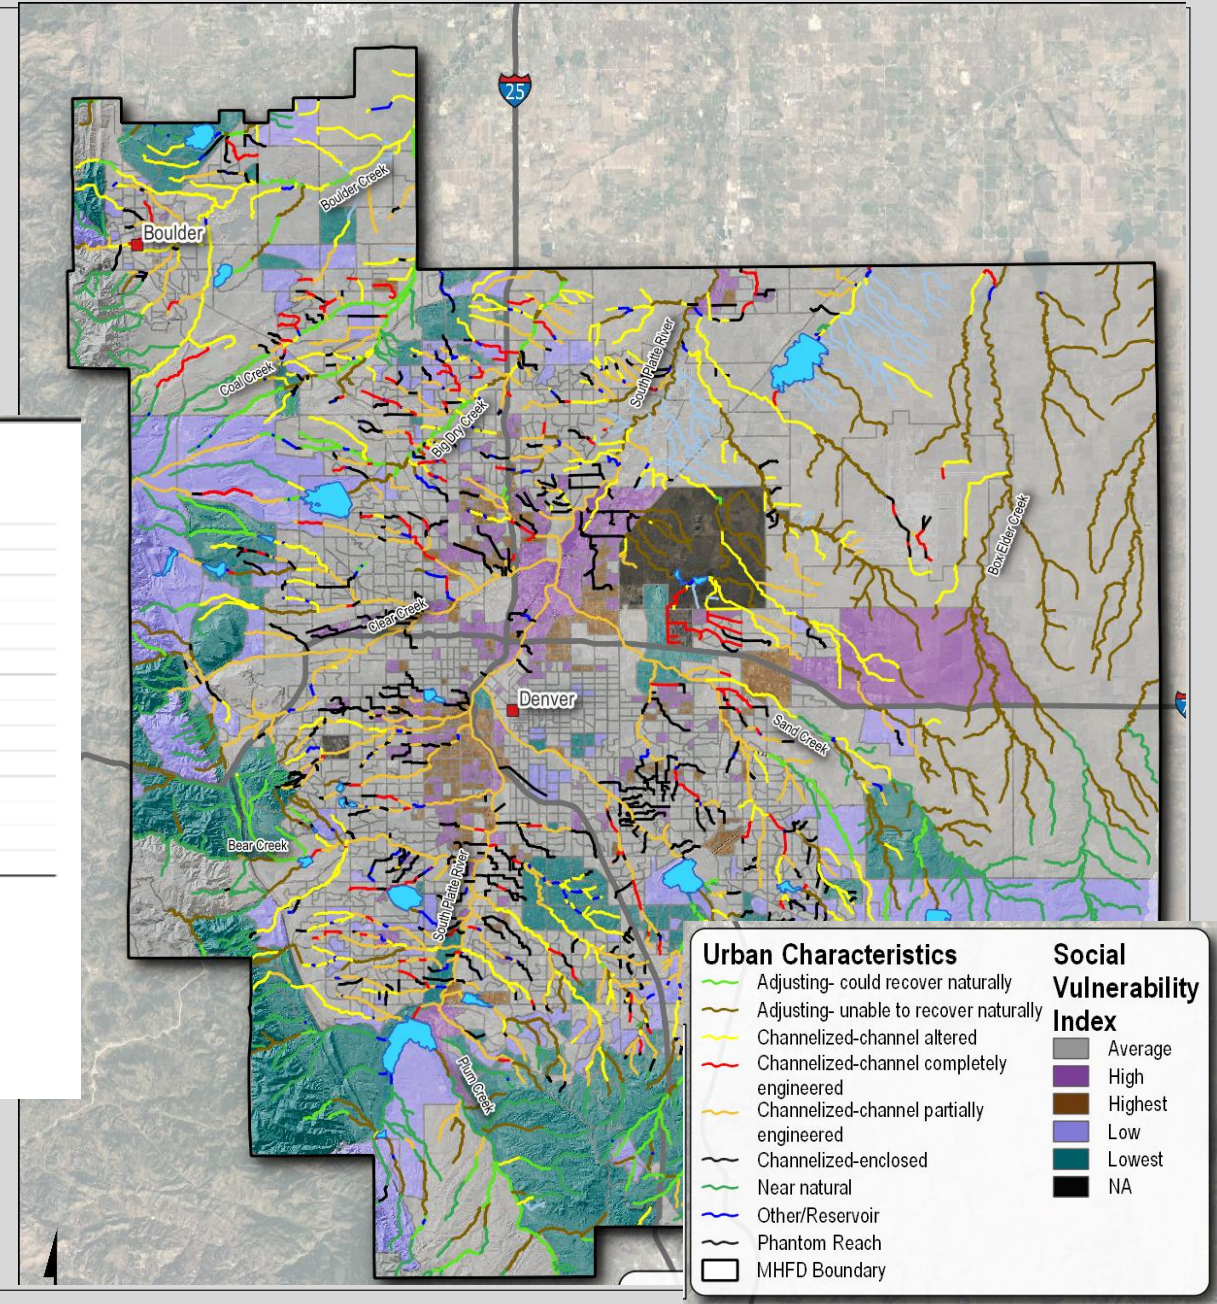 25
Boulder Creek
Boulder
South Platte River
Coal Creek
Big Dry Creek
Box Elder Creek
Clear Creek
Denver
Sand Creek
Bear Creek
South Platte River
Plum Creek
Urban Characteristics
Adjusting- could recover naturally
Adjusting- unable to recover naturally
Channelized-channel altered
Channelized-channel completely
engineered
Channelized-channel partially
engineered
Channelized-enclosed
Near natural
Other/Reservoir
Phantom Reach
MHFD Boundary
Social
Vulnerability
Index
Average
High
Highest
Low
Lowest
NA